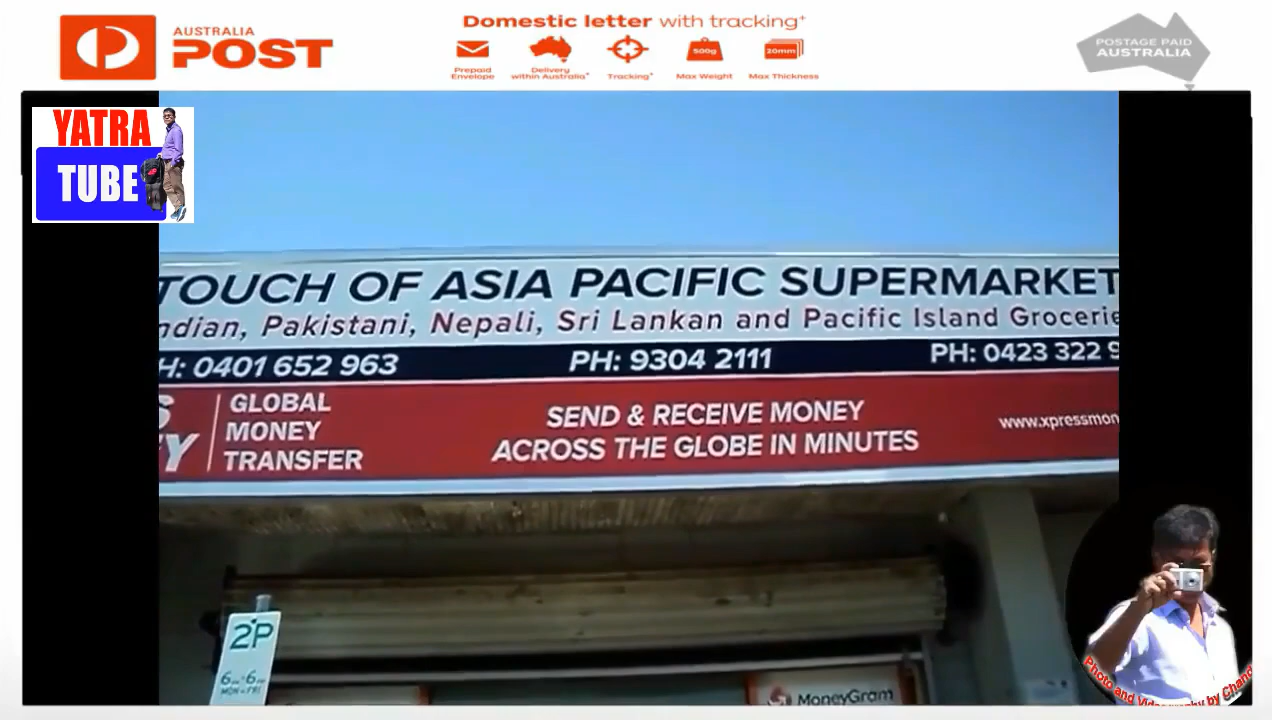 AUSTRALIA
POST
Domestic letter with tracking+
Prepaid
Envelope
Delivery
within Australia*
Tracking+
500g
Max Weight
20mm
Max Thickness
POSTAGE PAID
AUSTRALIA
YATRA
TUBE
TOUCH OF ASIA PACIFIC SUPERMARKET
ndian, Pakistani, Nepali, Sri Lankan and Pacific Island Grocerie
H: 0401 652 963
PH: 9304 2111
PH: 0423 322 9
S
EY
GLOBAL
MONEY
TRANSFER
SEND & RECEIVE MONEY
ACROSS THE GLOBE IN MINUTES
www.xpressmon
2P
MON - FRI
MoneyGram
Photo and Videography by Chand